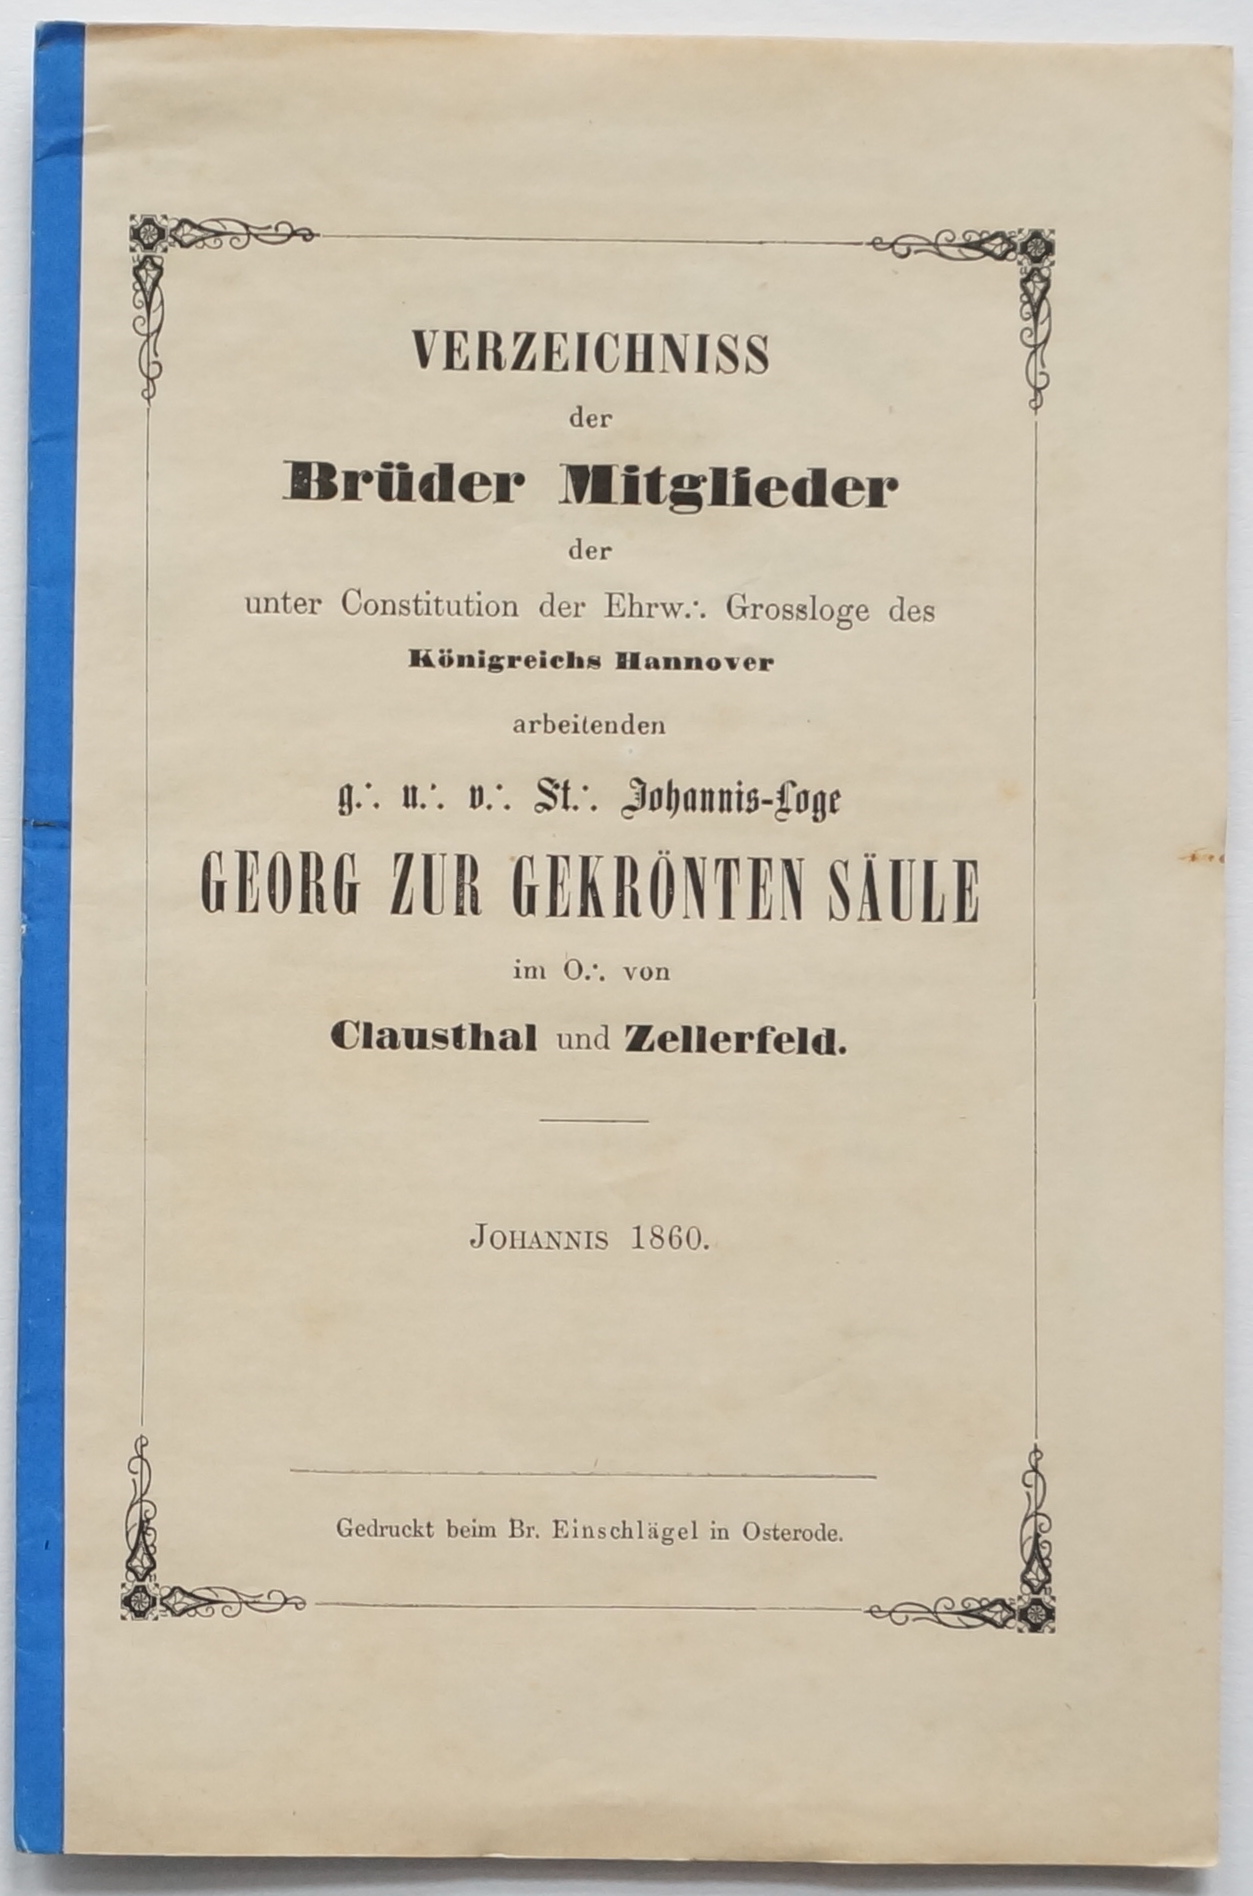 VERZEICHNISS
der
Brüder Mitglieder
der
unter Constitution der Ehrw.∴ Grossloge des
Königreichs Hannover
arbeitenden
g.∴ u.∴ v.∴ St.∴ Johannis-Loge
GEORG ZUR GEKRÖNTEN SÄULE
im O.∴ von
Clausthal und Zellerfeld.
JOHANNIS 1860.
Gedruckt beim Br. Einschlägel in Osterode.